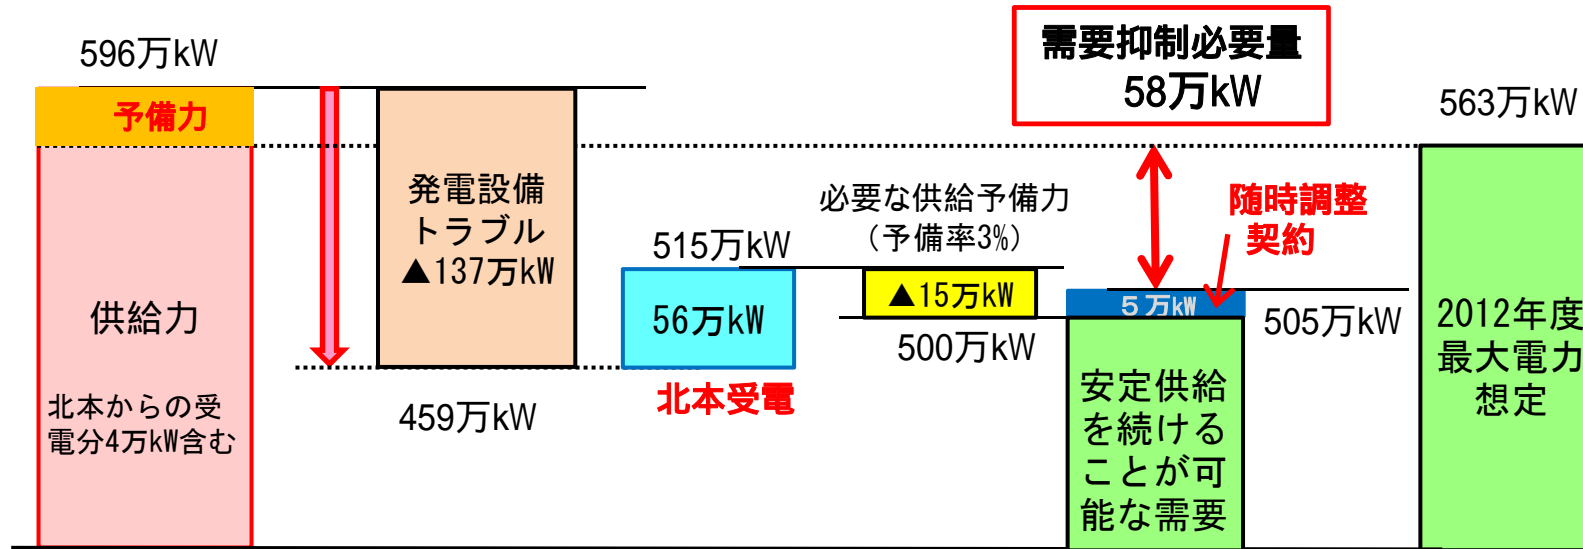 596万kW
予備力
供給力
北本からの受
電分4万kW含む
発電設備
トラブル
▲137万kW
459万kW
515万kW
56万kW
北本受電
必要な供給予備力
（予備率3%）
▲15万kW
500万kW
需要抑制必要量
58万kW
随時調整
契約
５万kW
505万kW
安定供給
を続ける
ことが可
能な需要
563万kW
2012年度
最大電力
想定